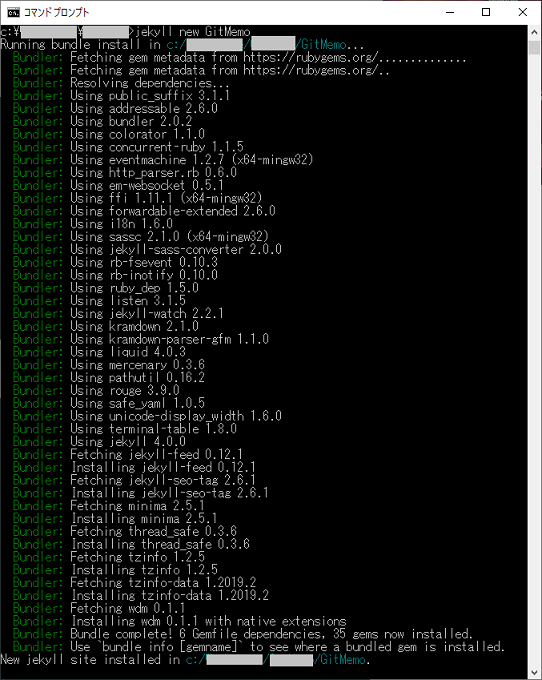 コマンド プロンプト
c:¥ ¥ >jekyll new GitMemo
Running bundle install in c:/ / /GitMemo...
Bundler: Fetching gem metadata from https://rubygems.org/..............
Bundler: Fetching gem metadata from https://rubygems.org/..
Bundler: Resolving dependencies...
Bundler: Using public_suffix 3.1.1
Bundler: Using addressable 2.6.0
Bundler: Using bundler 2.0.2
Bundler: Using colorator 1.1.0
Bundler: Using concurrent-ruby 1.1.5
Bundler: Using eventmachine 1.2.7 (x64-mingw32)
Bundler: Using http_parser.rb 0.6.0
Bundler: Using em-websocket 0.5.1
Bundler: Using ffi 1.11.1 (x64-mingw32)
Bundler: Using forwardable-extended 2.6.0
Bundler: Using i18n 1.6.0
Bundler: Using sassc 2.1.0 (x64-mingw32)
Bundler: Using jekyll-sass-converter 2.0.0
Bundler: Using rb-fsevent 0.10.3
Bundler: Using rb-inotify 0.10.0
Bundler: Using ruby_dep 1.5.0
Bundler: Using listen 3.1.5
Bundler: Using jekyll-watch 2.2.1
Bundler: Using kramdown 2.1.0
Bundler: Using kramdown-parser-gfm 1.1.0
Bundler: Using liquid 4.0.3
Bundler: Using mercenary 0.3.6
Bundler: Using pathutil 0.16.2
Bundler: Using rouge 3.9.0
Bundler: Using safe_yaml 1.0.5
Bundler: Using unicode-display_width 1.6.0
Bundler: Using terminal-table 1.8.0
Bundler: Using jekyll 4.0.0
Bundler: Fetching jekyll-feed 0.12.1
Bundler: Installing jekyll-feed 0.12.1
Bundler: Fetching jekyll-seo-tag 2.6.1
Bundler: Installing jekyll-seo-tag 2.6.1
Bundler: Fetching minima 2.5.1
Bundler: Installing minima 2.5.1
Bundler: Fetching thread_safe 0.3.6
Bundler: Installing thread_safe 0.3.6
Bundler: Fetching tzinfo 1.2.5
Bundler: Installing tzinfo 1.2.5
Bundler: Fetching tzinfo-data 1.2019.2
Bundler: Installing tzinfo-data 1.2019.2
Bundler: Fetching wdm 0.1.1
Bundler: Installing wdm 0.1.1 with native extensions
Bundler: Bundle complete! 6 Gemfile dependencies, 35 gems now installed.
Bundler: Use `bundle info [gemname]` to see where a bundled gem is installed.
New jekyll site installed in c:/ / /GitMemo.